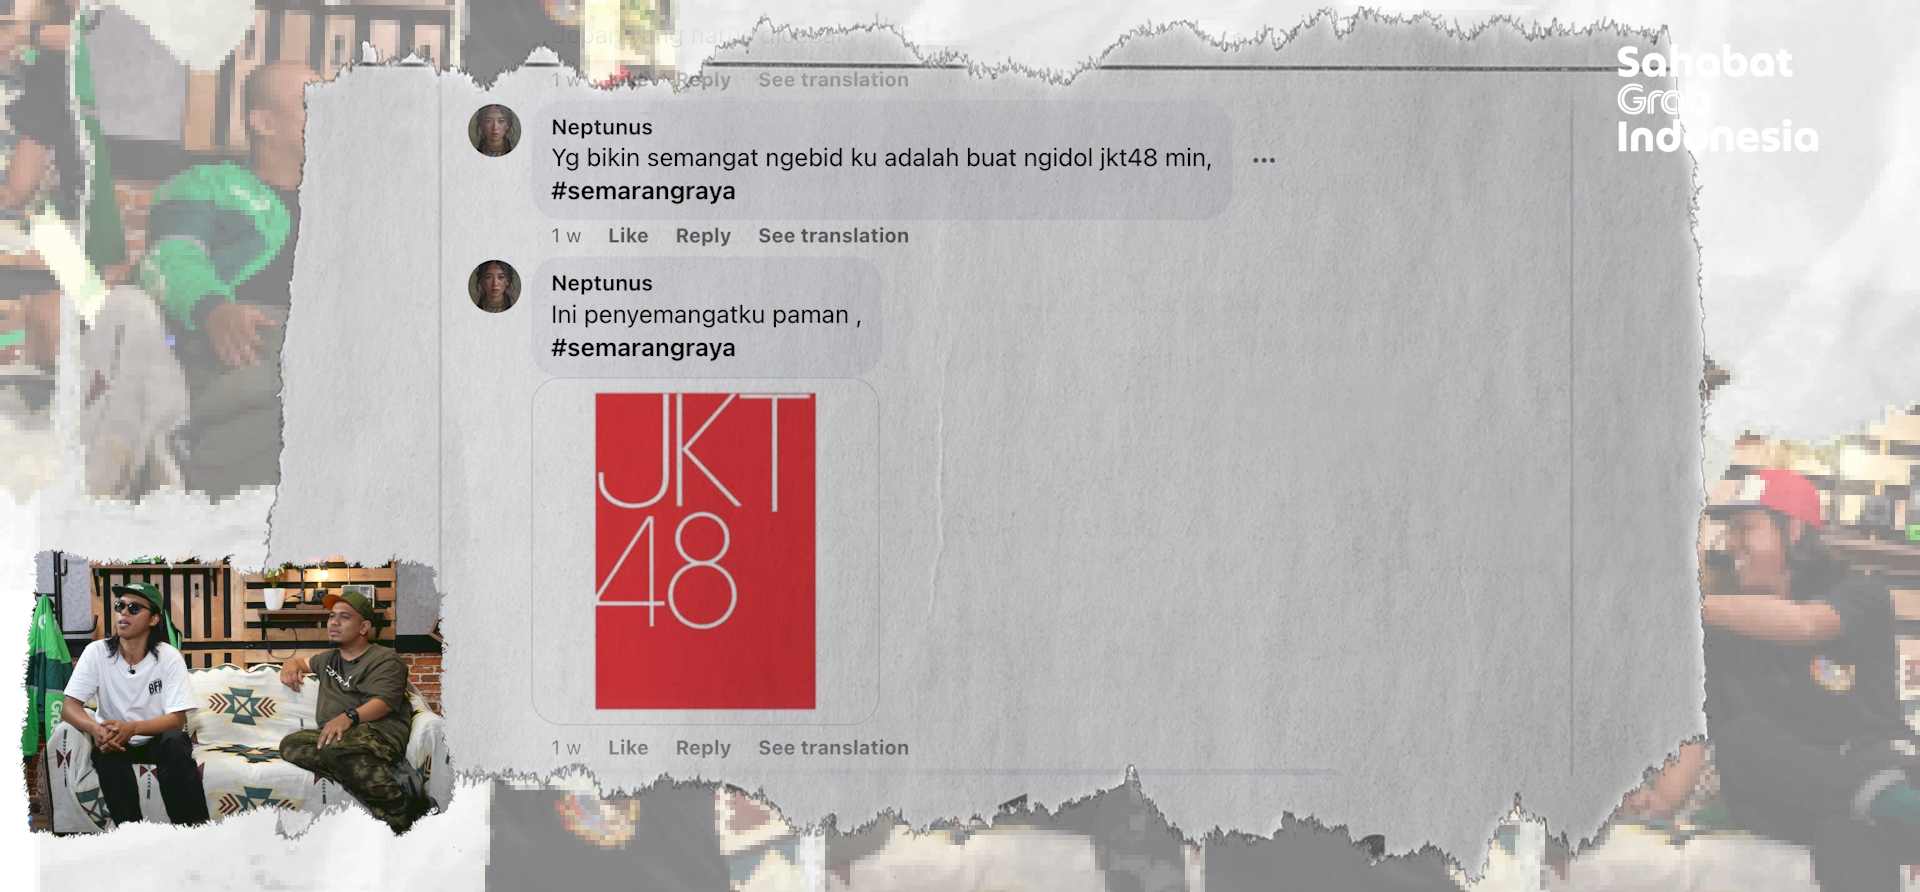 Sahabat
Grab
Indonesia
1 w Like Reply See translation
Neptunus
Yg bikin semangat ngebid ku adalah buat ngidol jkt48 min,
#semarangraya
1 w Like Reply See translation
Neptunus
Ini penyemangatku paman ,
#semarangraya
JKT
48
1 w Like Reply See translation